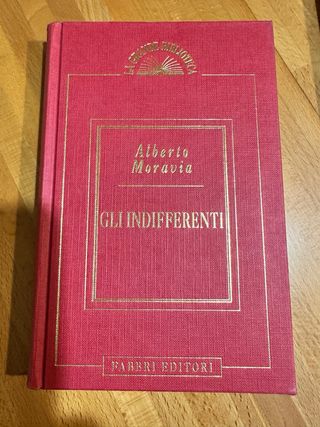 LA GRANDE BIBLIOTECA
Alberto
Moravia
GLI INDIFFERENTI
FABBRI EDITORI